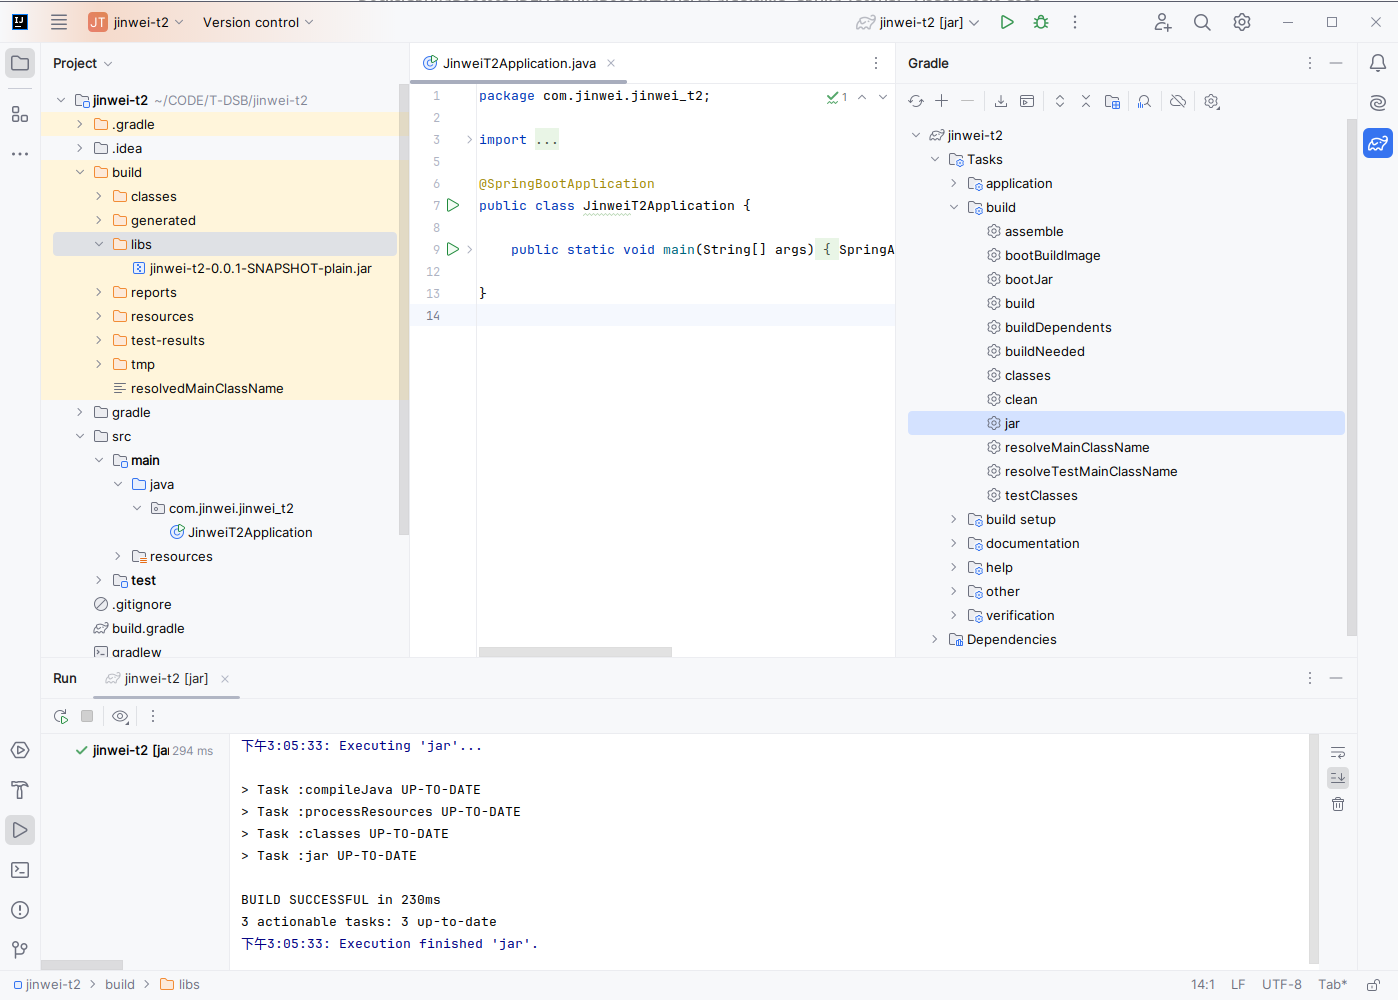 JT jinwei-t2 Version control jinwei-t2 [jar]
Project
jinwei-t2 ~/CODE/T-DSB/jinwei-t2
.gradle
.idea
build
classes
generated
libs
jinwei-t2-0.0.1-SNAPSHOT-plain.jar
reports
resources
test-results
tmp
resolvedMainClassName
gradle
src
main
java
com.jinwei.jinwei_t2
JinweiT2Application
resources
test
.gitignore
build.gradle
gradlew
JinweiT2Application.java
1 package com.jinwei.jinwei_t2;
1
2
3 import ...
5
6 @SpringBootApplication
7 public class JinweiT2Application {
8
9 public static void main(String[] args) { SpringA
12
13 }
14
Gradle
jinwei-t2
Tasks
application
build
assemble
bootBuildImage
bootJar
build
buildDependents
buildNeeded
classes
clean
jar
resolveMainClassName
resolveTestMainClassName
testClasses
build setup
documentation
help
other
verification
Dependencies
Run jinwei-t2 [jar]
jinwei-t2 [jar 294 ms
下午3:05:33: Executing 'jar'...
> Task :compileJava UP-TO-DATE
> Task :processResources UP-TO-DATE
> Task :classes UP-TO-DATE
> Task :jar UP-TO-DATE
BUILD SUCCESSFUL in 230ms
3 actionable tasks: 3 up-to-date
下午3:05:33: Execution finished 'jar'.
jinwei-t2 > build > libs 14:1 LF UTF-8 Tab*